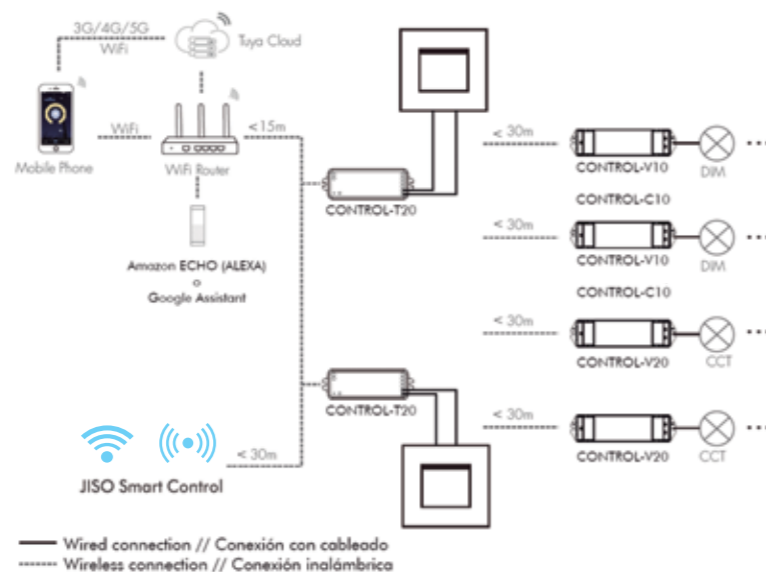 3G/4G/5G
WiFi
Tuya Cloud
Mobile Phone
WiFi
WiFi Router
<15m
Amazon ECHO (ALEXA)
o
Google Assistant
CONTROL-T20
< 30m
CONTROL-V10
DIM
CONTROL-C10
< 30m
CONTROL-V10
DIM
CONTROL-C10
< 30m
CONTROL-V20
CCT
CONTROL-T20
< 30m
CONTROL-V20
CCT
< 30m
JISO Smart Control
Wired connection // Conexión con cableado
Wireless connection // Conexión inalámbrica